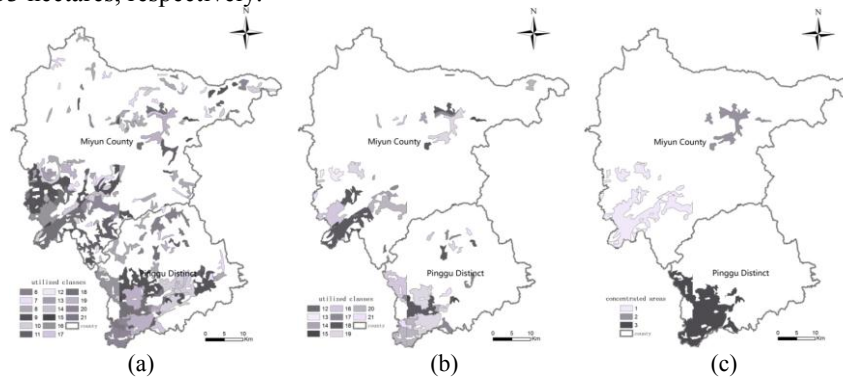 hectares, respectively.
N
Miyun County
Pinggu Distinct
utilized classes
6 12 18
7 13 19
8 14 20
9 15 21
10 16 county
11 17
0 5 10
Km
(a)
N
Miyun County
Pinggu Distinct
utilized classes
12 16 20
13 17 21
14 18 county
15 19
0 5 10
Km
(b)
N
Miyun County
Pinggu Distinct
concentrated areas
1
2
3
county
0 5 10
Km
(c)